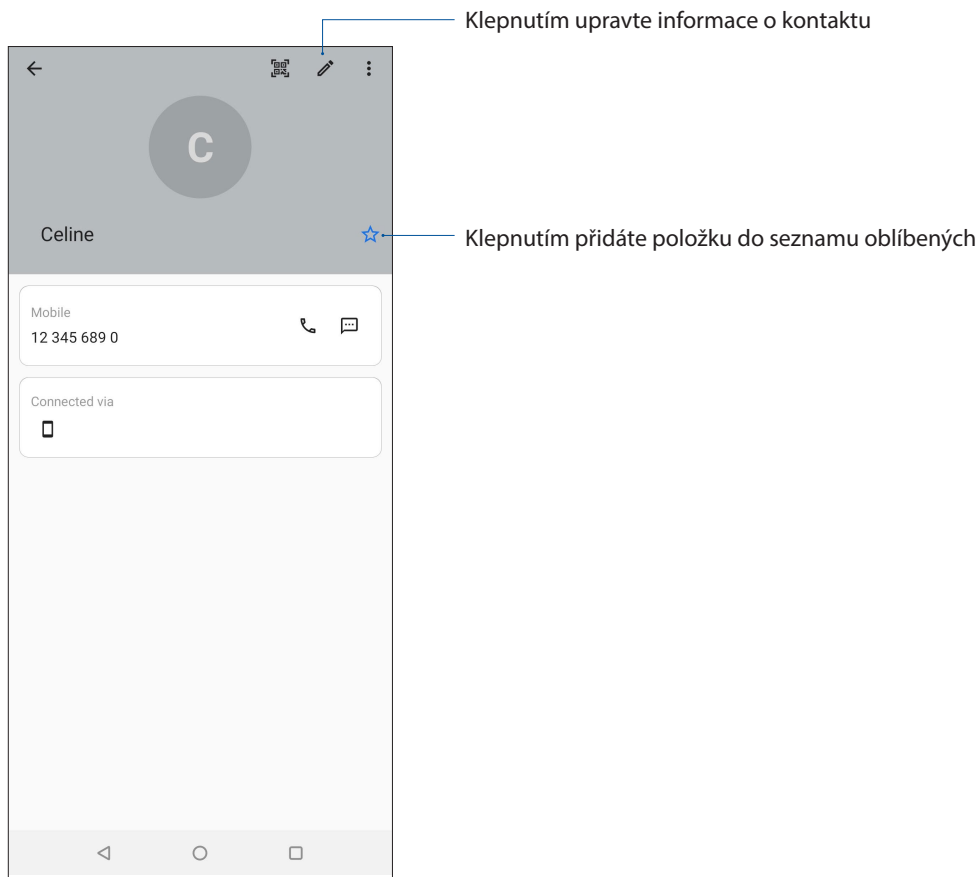 Klepnutím upravte informace o kontaktu
C
Celine
Klepnutím přidáte položku do seznamu oblíbených
Mobile
12 345 689 0
Connected via